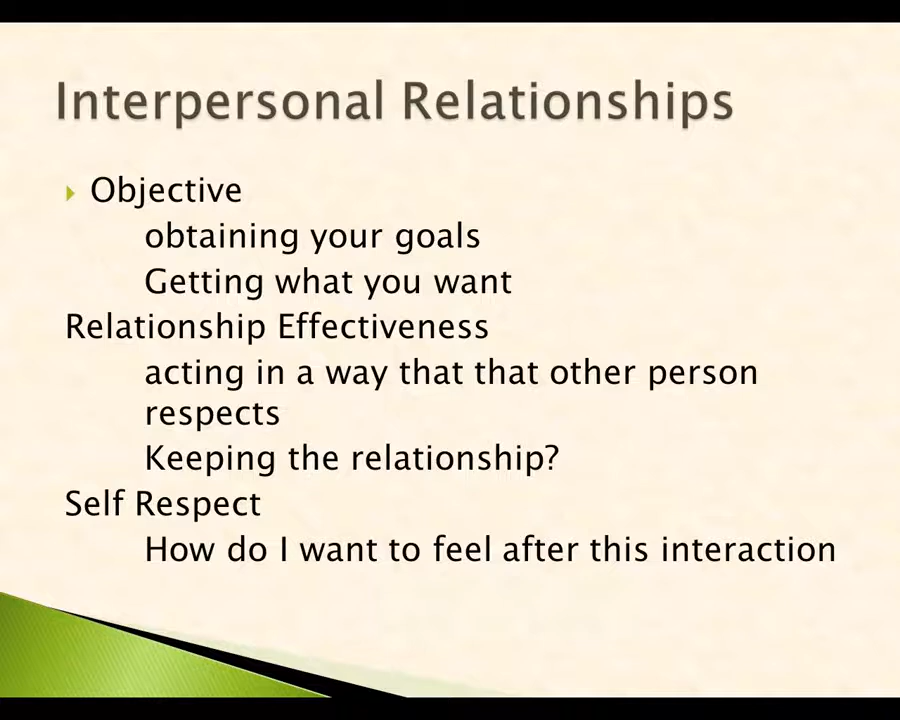 Interpersonal Relationships
Objective
obtaining your goals
Getting what you want
Relationship Effectiveness
acting in a way that that other person
respects
Keeping the relationship?
Self Respect
How do I want to feel after this interaction